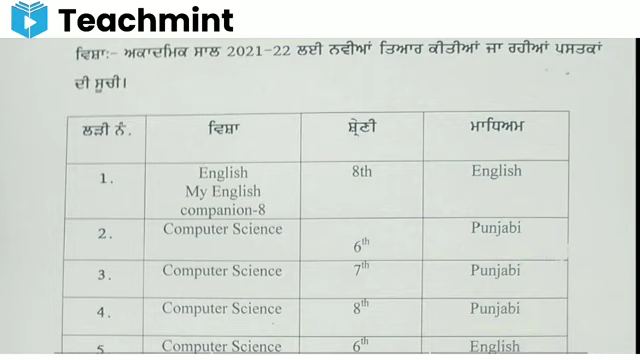 Teachmint
ਵਿਸ਼ਾ:- ਅਕਾਦਮਿਕ ਸਾਲ 2021-22 ਲਈ ਨਵੀਆਂ ਤਿਆਰ ਕੀਤੀਆਂ ਜਾ ਰਹੀਆਂ ਪਸਤਕਾਂ
ਦੀ ਸੂਚੀ।
ਲੜੀ ਨੰ. ਵਿਸ਼ਾ ਸ਼੍ਰੇਣੀ ਮਾਧਿਅਮ
1. English 8th English
My English
companion-8
2. Computer Science 6th Punjabi
3. Computer Science 7th Punjabi
4. Computer Science 8th Punjabi
5 Computer Science 6th English